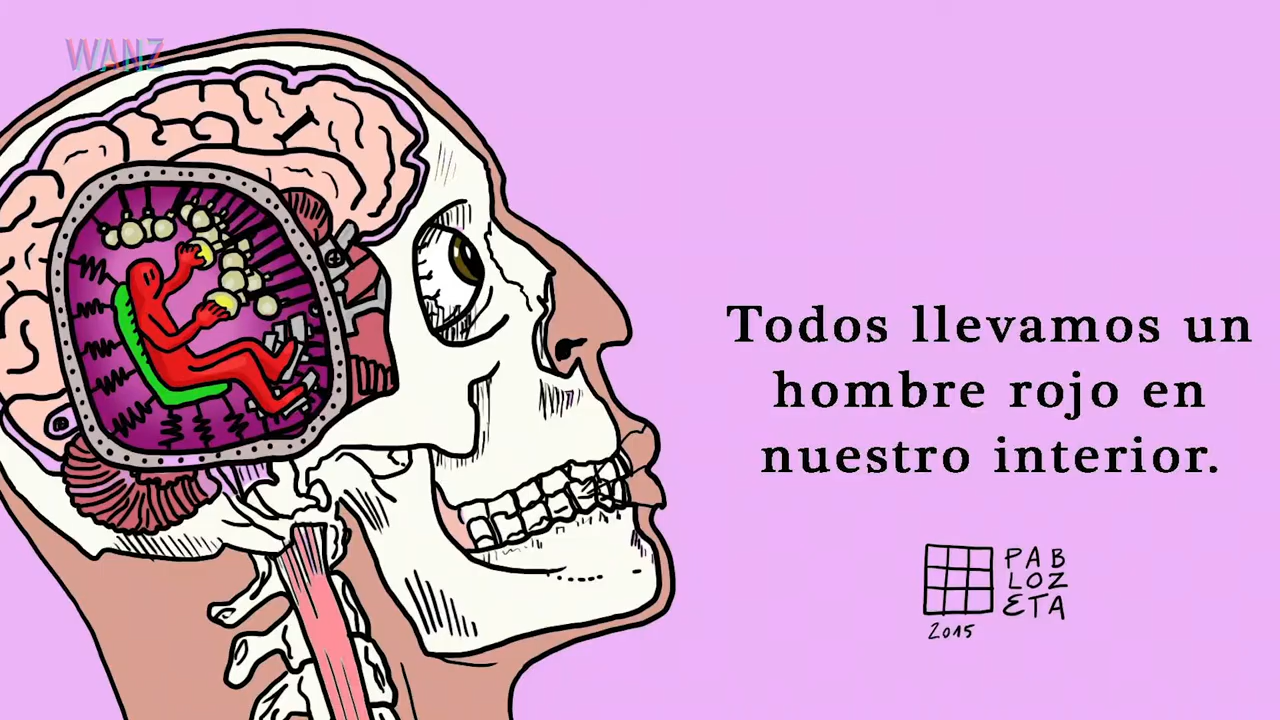 WANZ
Todos llevamos un
hombre rojo en
nuestro interior.
PAB
LOZ
ETA
2015